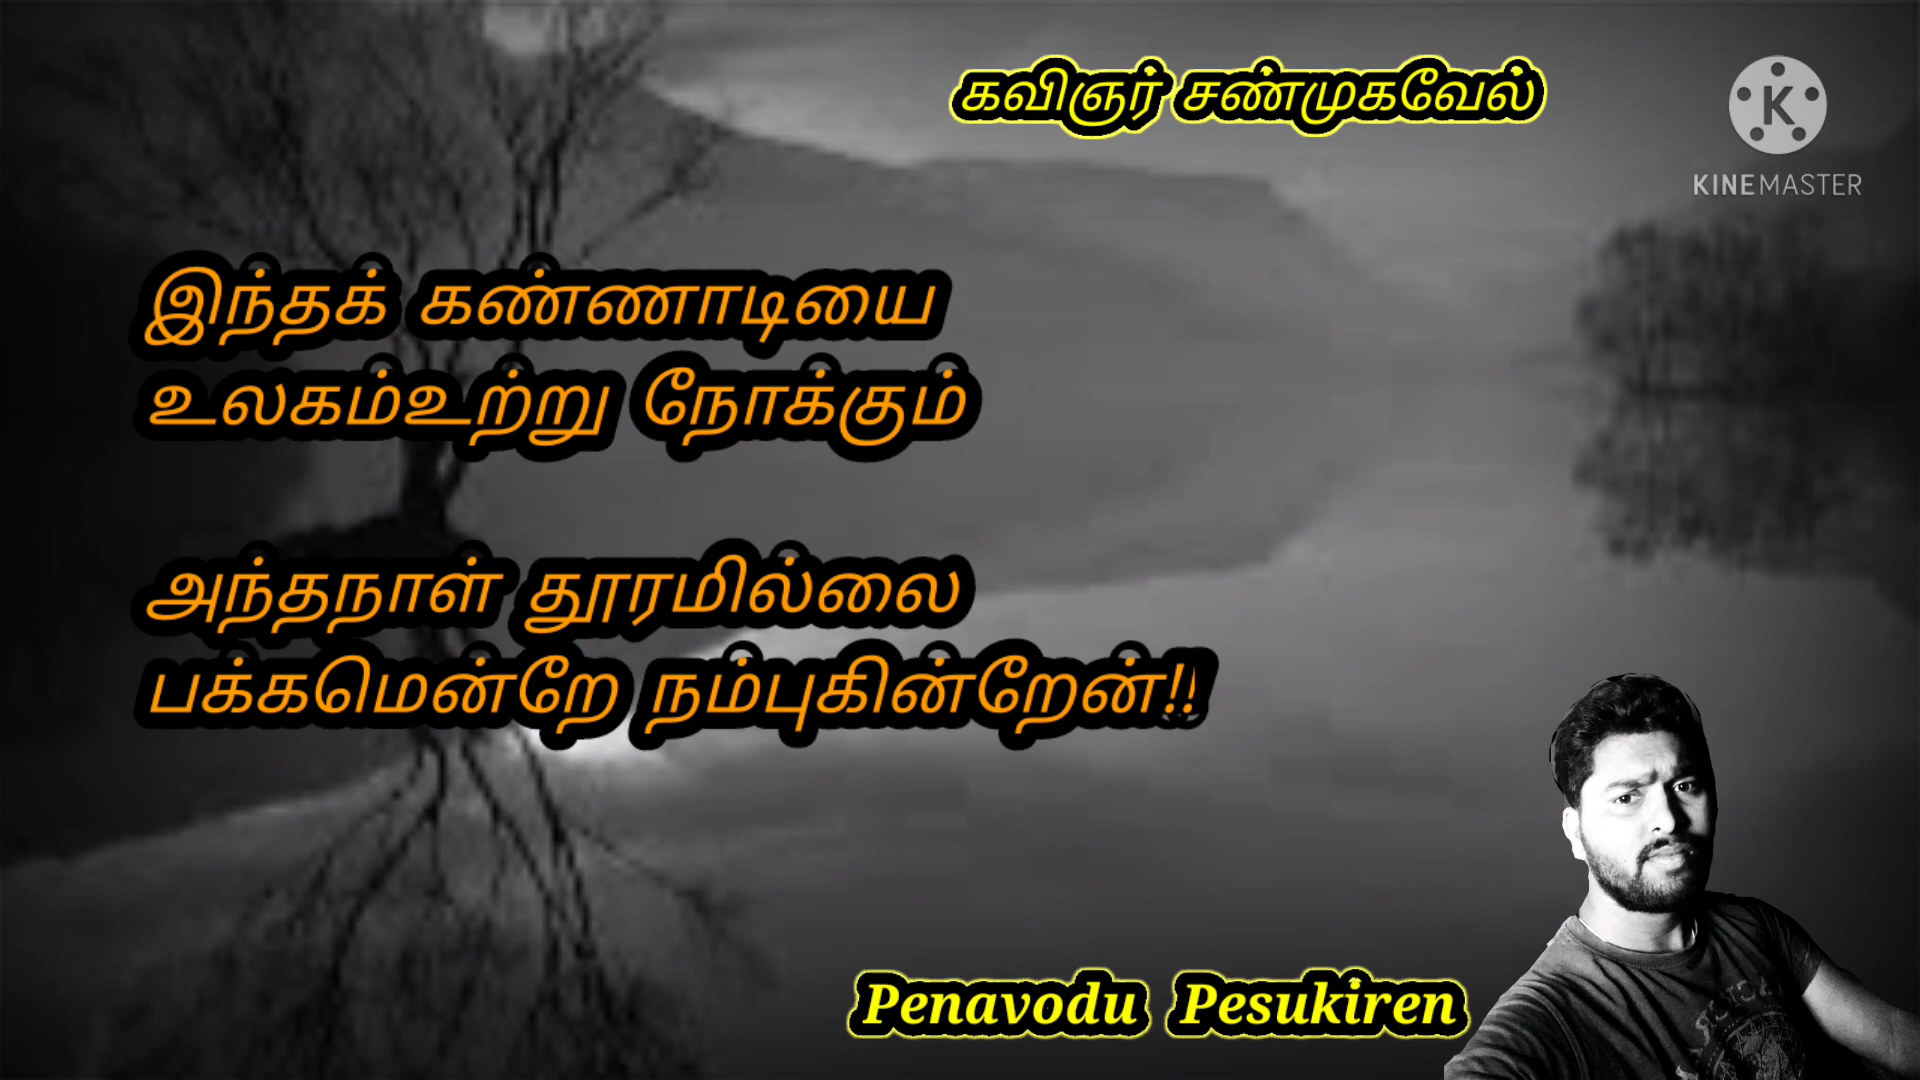 கவிஞர் சண்முகவேல்
K
KINEMASTER
இந்தக் கண்ணாடியை
உலகம்உற்று நோக்கும்
அந்தநாள் தூரமில்லை
பக்கமென்றே நம்புகின்றேன்!!
Penavodu Pesukiren